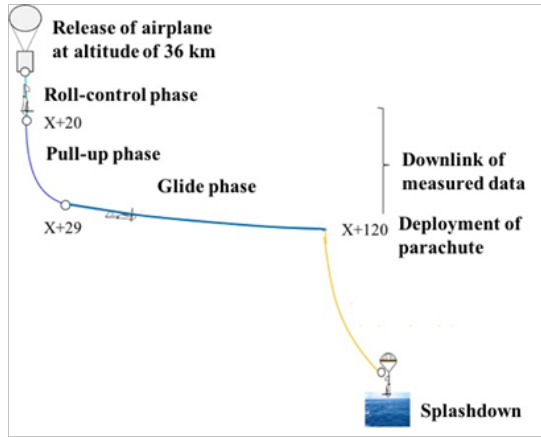 Release of airplane
at altitude of 36 km
Roll-control phase
X+20
Pull-up phase
Glide phase
X+29
Downlink of
measured data
X+120
Deployment of
parachute
Splashdown